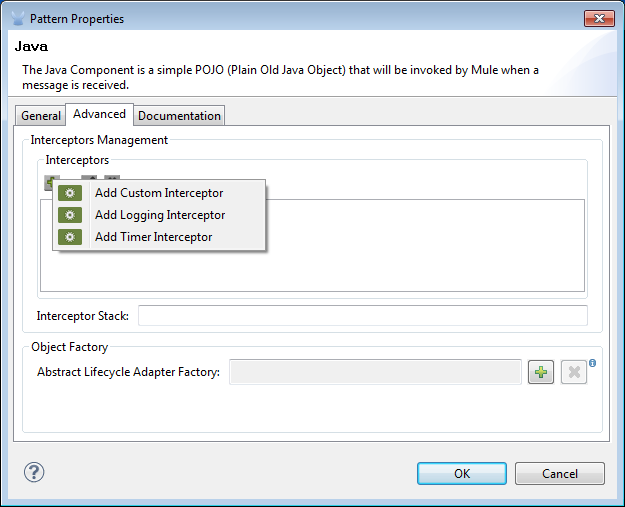 Pattern Properties
Java
The Java Component is a simple POJO (Plain Old Java Object) that will be invoked by Mule when a
message is received.
General Advanced Documentation
Interceptors Management
Interceptors
Add Custom Interceptor
Add Logging Interceptor
Add Timer Interceptor
Interceptor Stack:
Object Factory
Abstract Lifecycle Adapter Factory:
OK Cancel